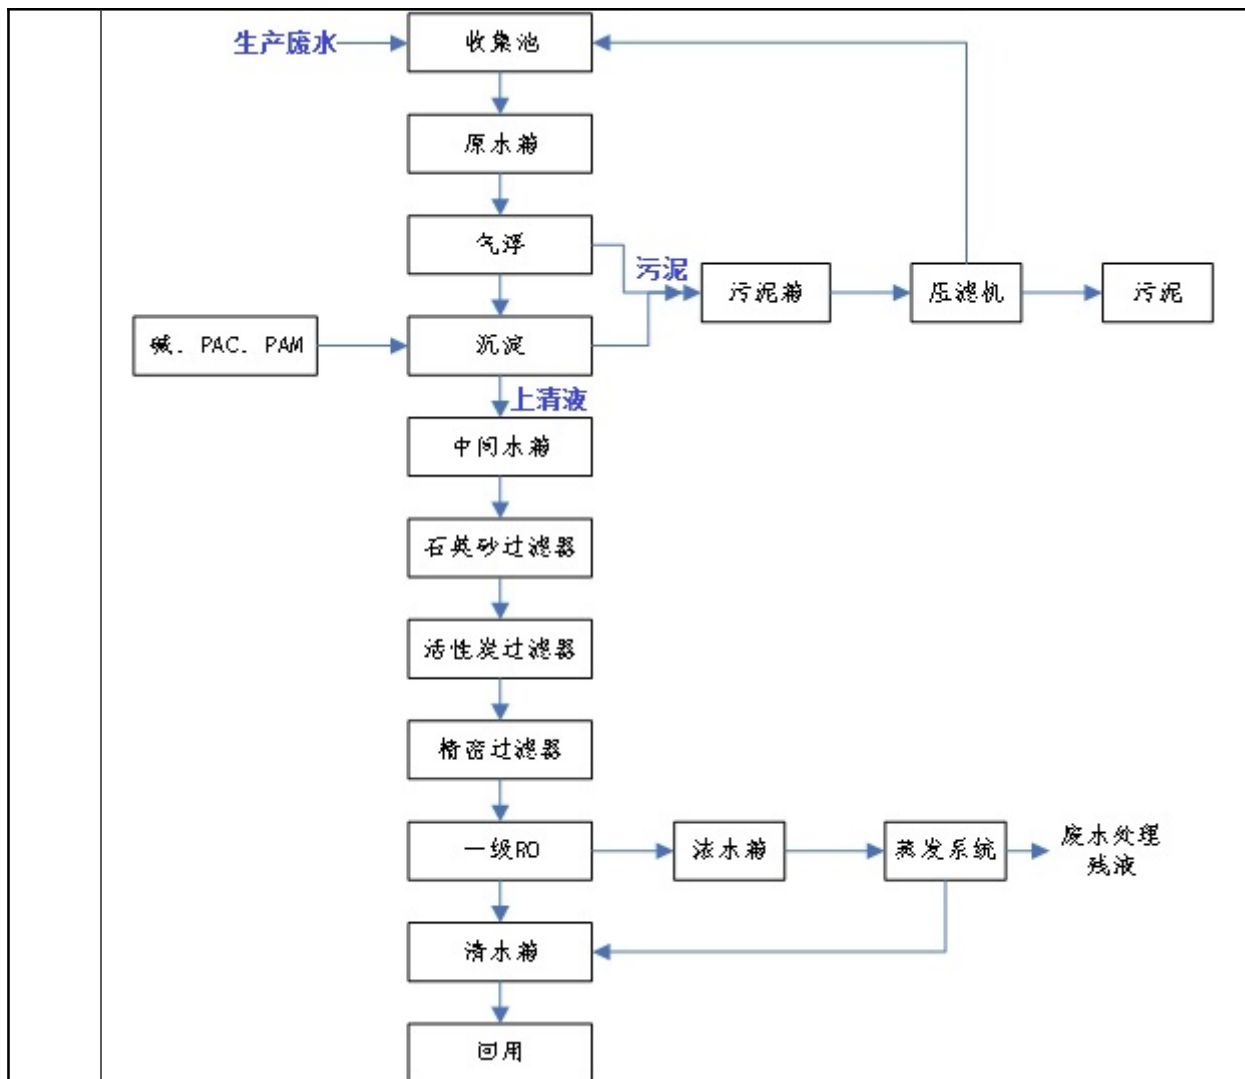 生产废水
收集池
原水箱
气浮
污泥
污泥箱
压滤机
污泥
碱．PAC．PAM
沉淀
上清液
中间水箱
石英砂过滤器
活性炭过滤器
精密过滤器
一级RO
浓水箱
蒸发系统
废水处理
残液
清水箱
回用